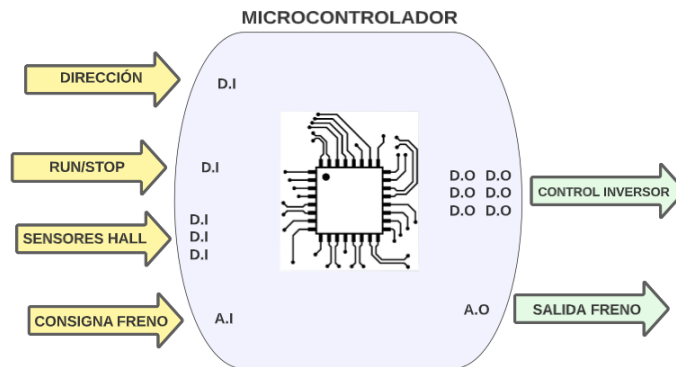 MICROCONTROLADOR
DIRECCIÓN
D.I
RUN/STOP
D.I
D.O D.O
D.O D.O
D.O D.O
CONTROL INVERSOR
SENSORES HALL
D.I
D.I
D.I
CONSIGNA FRENO
A.I
A.O
SALIDA FRENO